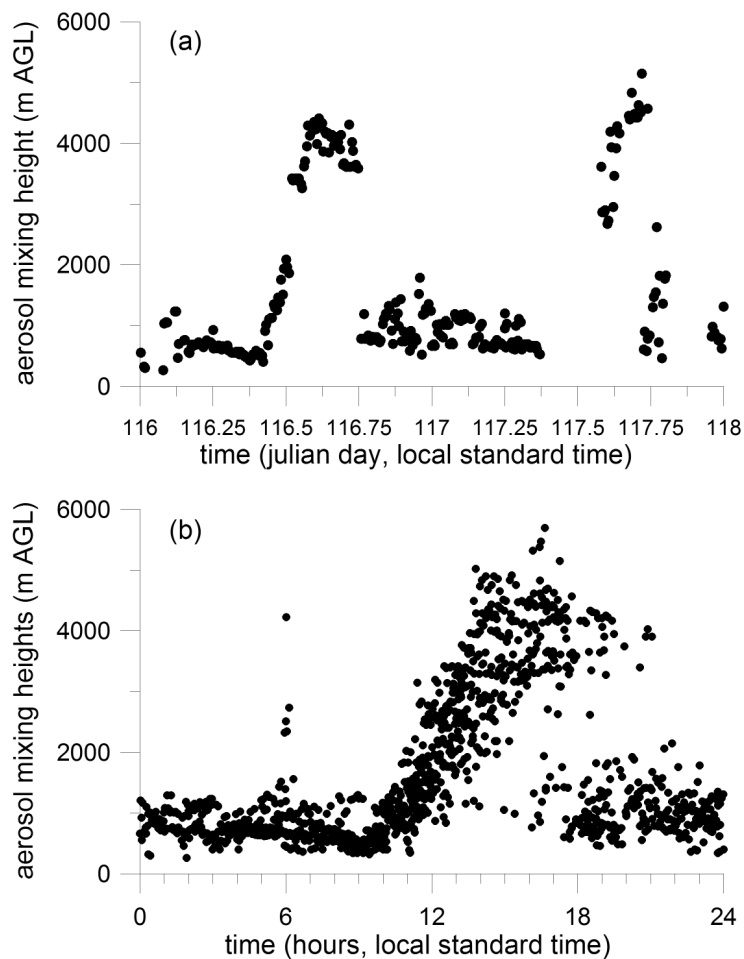 (a)
aerosol mixing height (m AGL)
6000
4000
2000
0
116 116.25 116.5 116.75 117 117.25 117.5 117.75 118
time (julian day, local standard time)
(b)
aerosol mixing heights (m AGL)
6000
4000
2000
0
0 6 12 18 24
time (hours, local standard time)